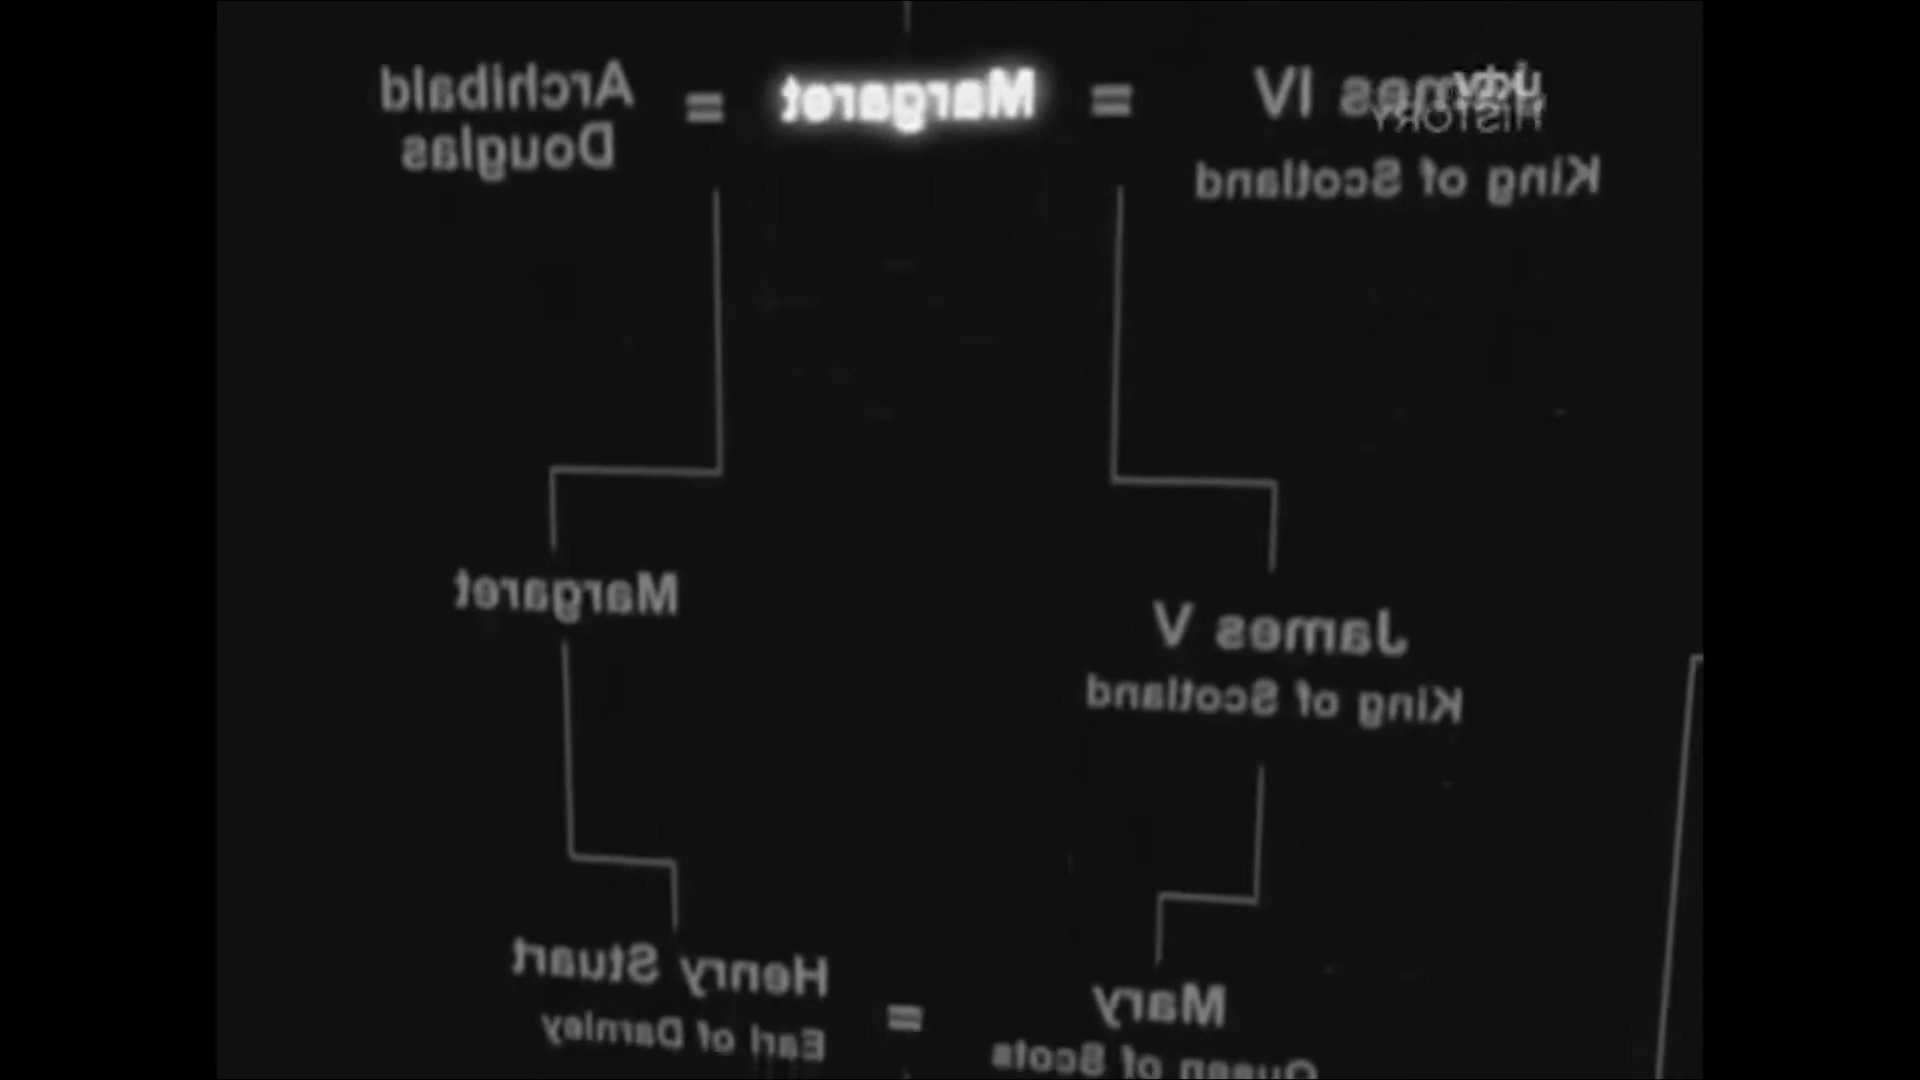 James IV = Margaret = Archibald
Douglas
King of Scotland
uktv
HISTORY
Margaret
James V
King of Scotland
Henry Stuart
Earl of Darnley
=
Mary
Queen of Scots